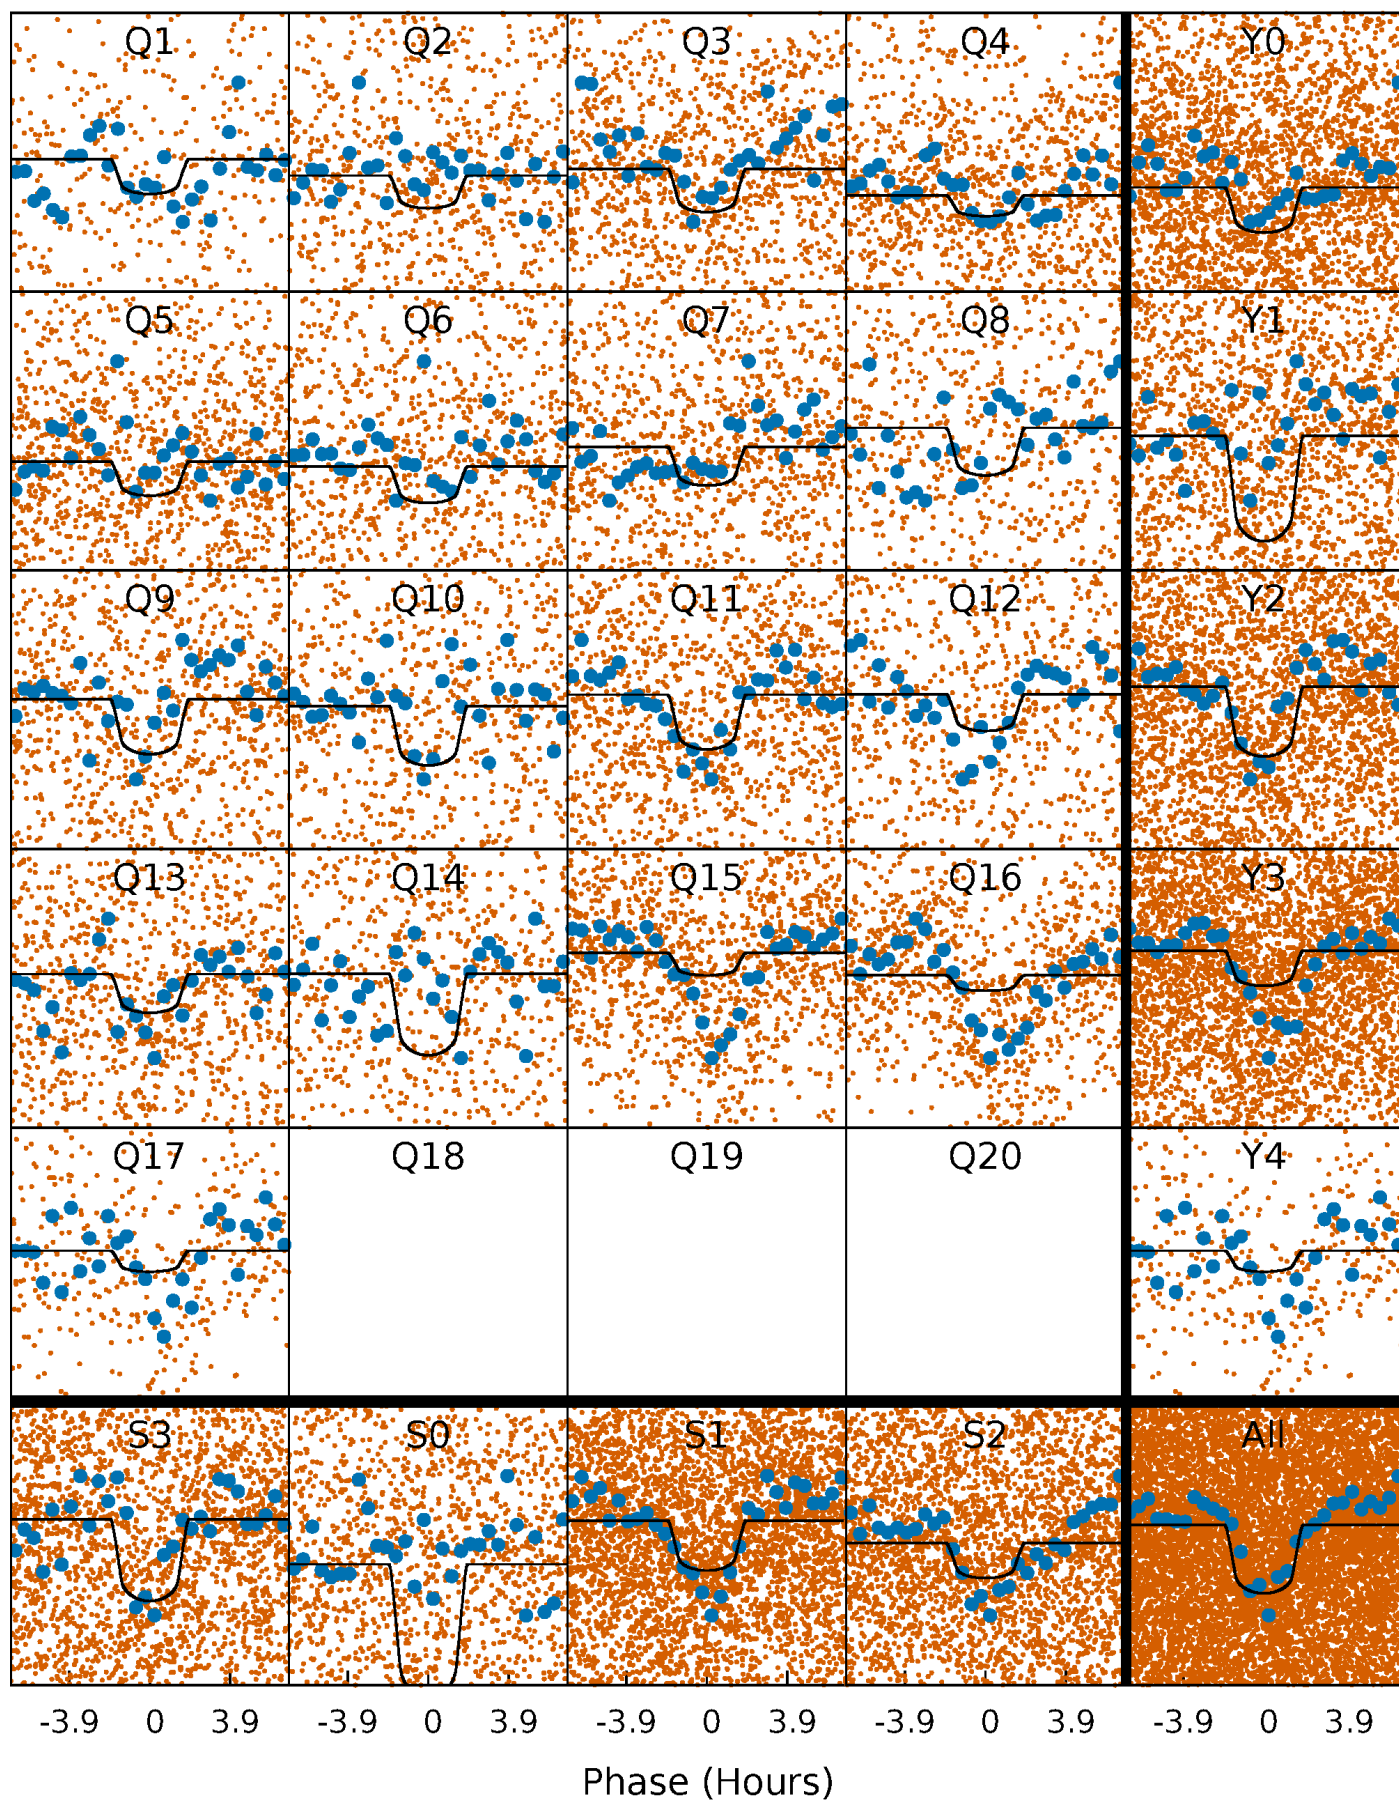 Q1 Q2 Q3 Q4 Y0
Q5 Q6 Q7 Q8 Y1
Q9 Q10 Q11 Q12 Y2
Q13 Q14 Q15 Q16 Y3
Q17 Q18 Q19 Q20 Y4
S3 S0 S1 S2 All
-3.9 0 3.9 -3.9 0 3.9 -3.9 0 3.9 -3.9 0 3.9 -3.9 0 3.9
Phase (Hours)